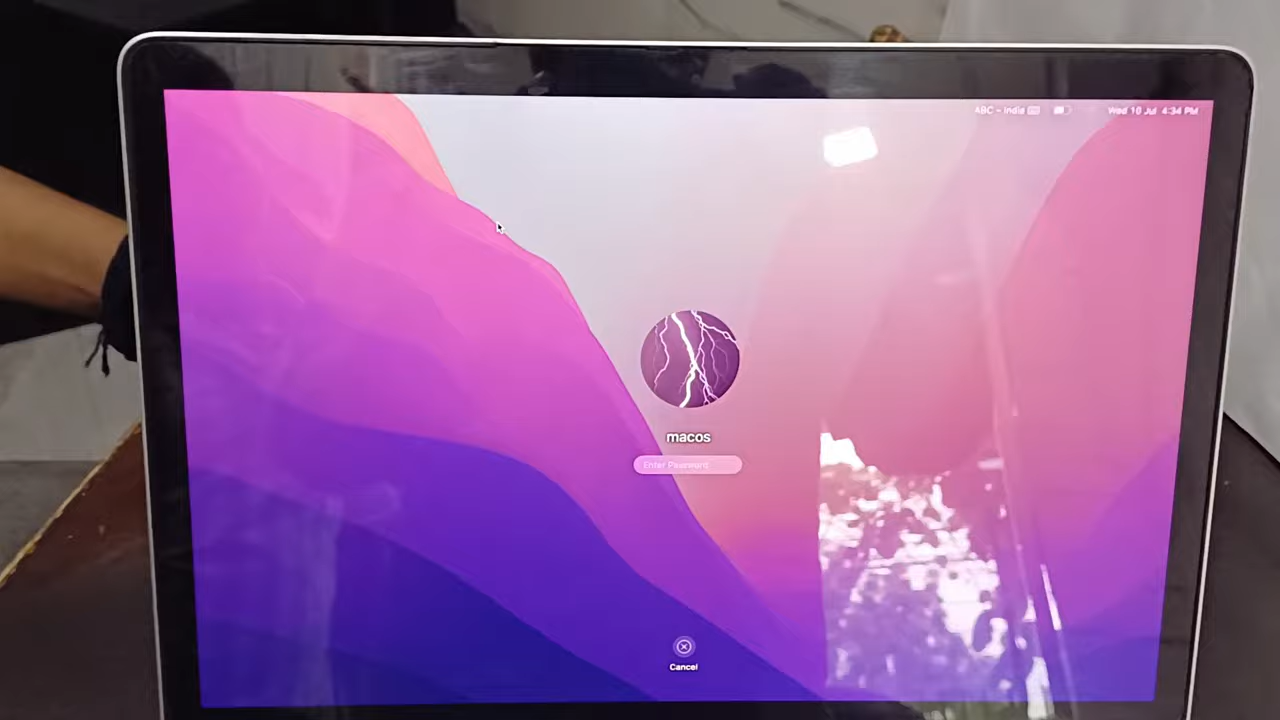 ABC – India
Wed 10 Jul 4:34 PM
macos
Enter Password
Cancel